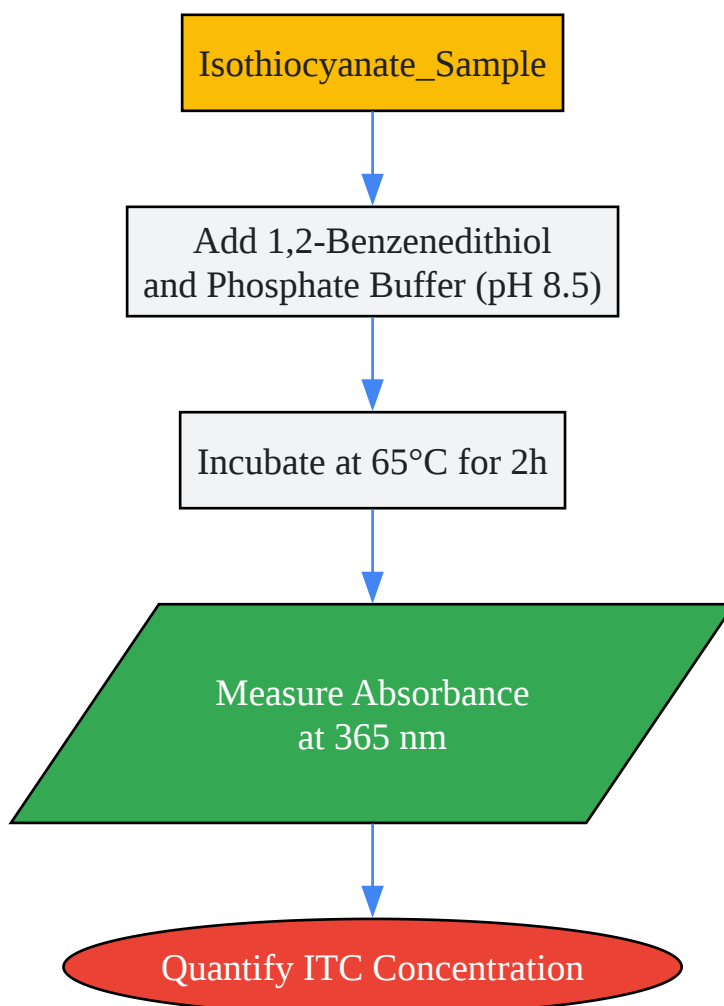 Isothiocyanate_Sample
Add 1,2-Benzenedithiol
and Phosphate Buffer (pH 8.5)
Incubate at 65°C for 2h
Measure Absorbance
at 365 nm
Quantify ITC Concentration